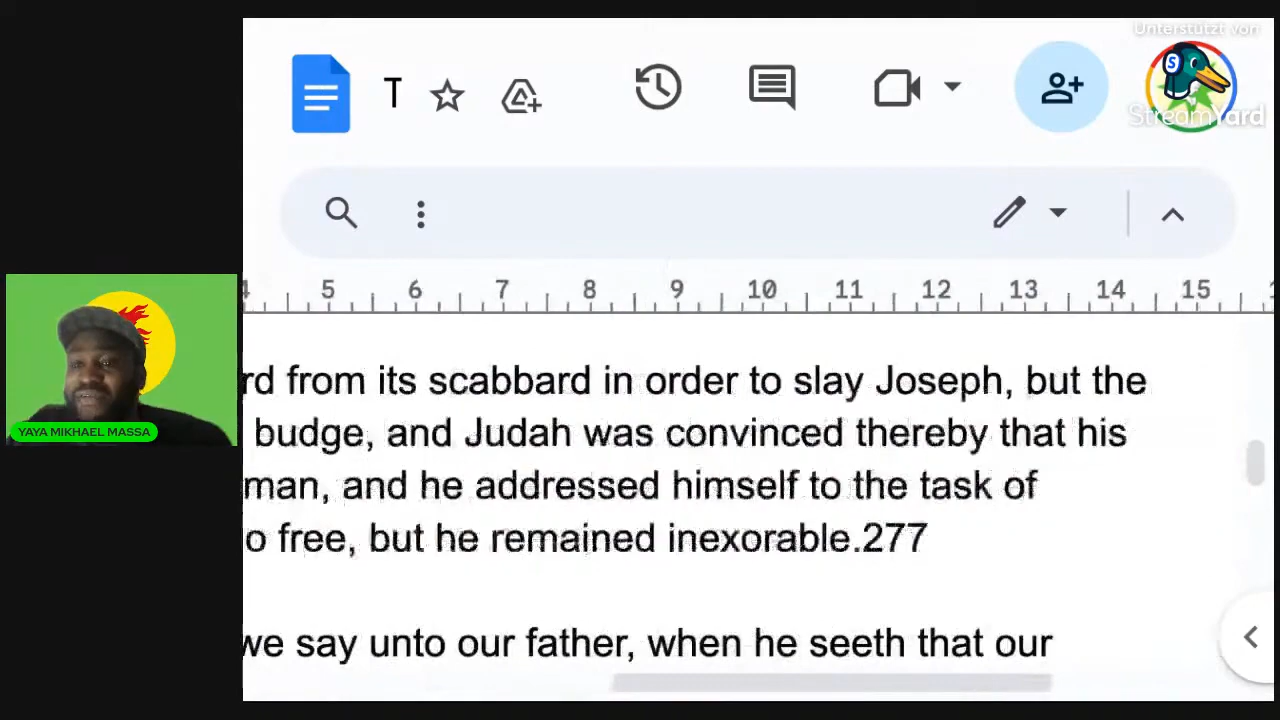 Unterstützt von
StreamYard
T
5 6 7 8 9 10 11 12 13 14 15
rd from its scabbard in order to slay Joseph, but the
budge, and Judah was convinced thereby that his
man, and he addressed himself to the task of
o free, but he remained inexorable.277
we say unto our father, when he seeth that our
YAYA MIKHAEL MASSA